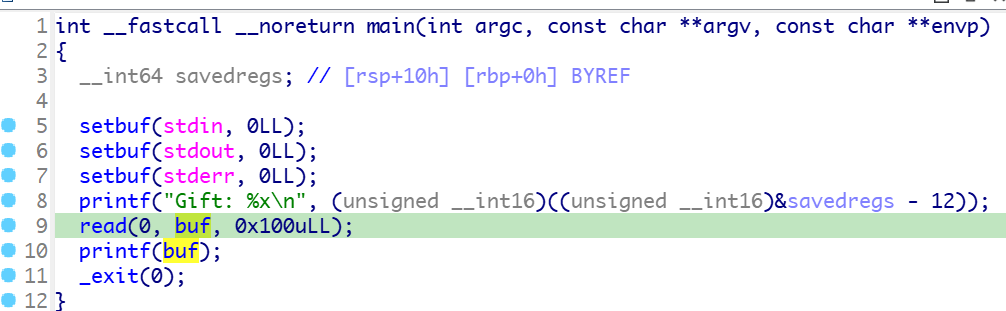 1 int __fastcall __noreturn main(int argc, const char **argv, const char **envp)
2 {
3   __int64 savedregs; // [rsp+10h] [rbp+0h] BYREF
4
5   setbuf(stdin, 0LL);
6   setbuf(stdout, 0LL);
7   setbuf(stderr, 0LL);
8   printf("Gift: %x\n", (unsigned __int16)((unsigned __int16)&savedregs - 12));
9   read(0, buf, 0x100uLL);
10   printf(buf);
11   _exit(0);
12 }